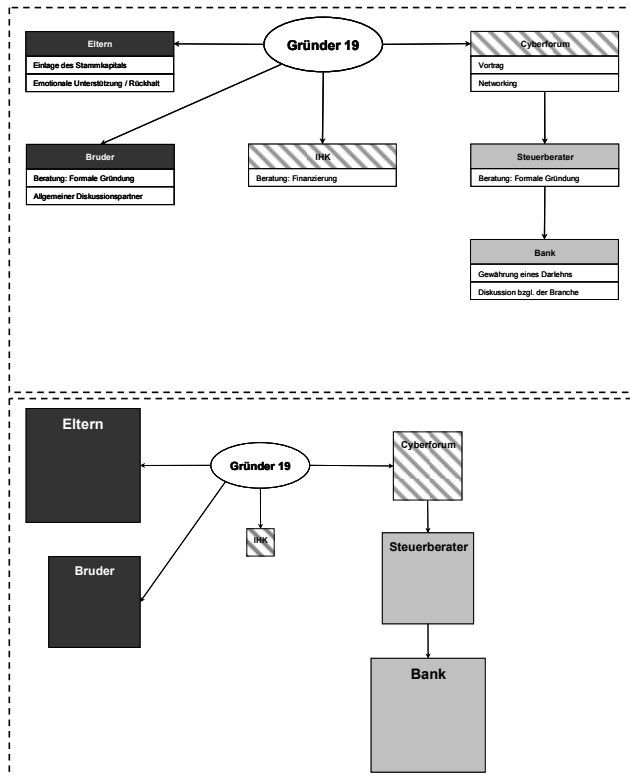 Gründer 19
Eltern
Einlage des Stammkapitals
Emotionale Unterstützung / Rückhalt
Cyberforum
Vortrag
Networking
Bruder
Beratung: Formale Gründung
Allgemeiner Diskussionspartner
IHK
Beratung: Finanzierung
Steuerberater
Beratung: Formale Gründung
Bank
Gewährung eines Darlehns
Diskussion bzgl. der Branche
Eltern
Gründer 19
Cyberforum
IHK
Bruder
Steuerberater
Bank